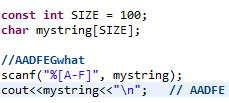 const int SIZE = 100;
char mystring[SIZE];
//AADFEGwhat
scanf("%[A-F]", mystring);
cout<<mystring<<"\n";   // AADFE